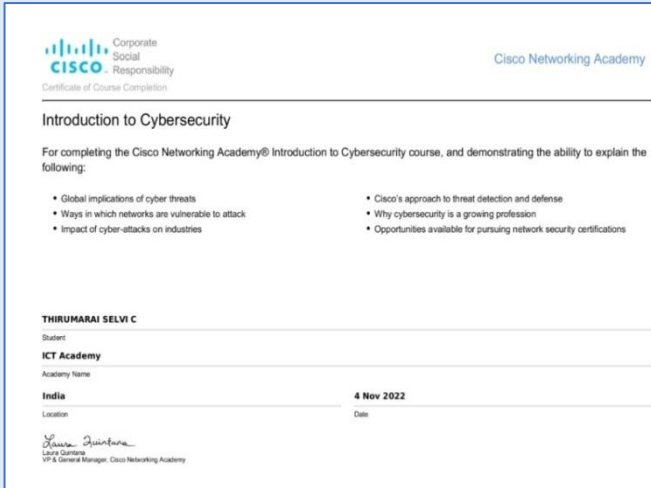 Corporate
Social
CISCO. Responsibility
Cisco Networking Academy
Certificate of Course Completion
Introduction to Cybersecurity
For completing the Cisco Networking Academy® Introduction to Cybersecurity course, and demonstrating the ability to explain the
following:
• Global implications of cyber threats
• Ways in which networks are vulnerable to attack
• Impact of cyber-attacks on industries
• Cisco's approach to threat detection and defense
• Why cybersecurity is a growing profession
• Opportunities available for pursuing network security certifications
THIRUMARAI SELVI C
Student
ICT Academy
Academy Name
India
Location
4 Nov 2022
Date
Laura Quintana
Laura Quintana
VP & General Manager, Cisco Networking Academy